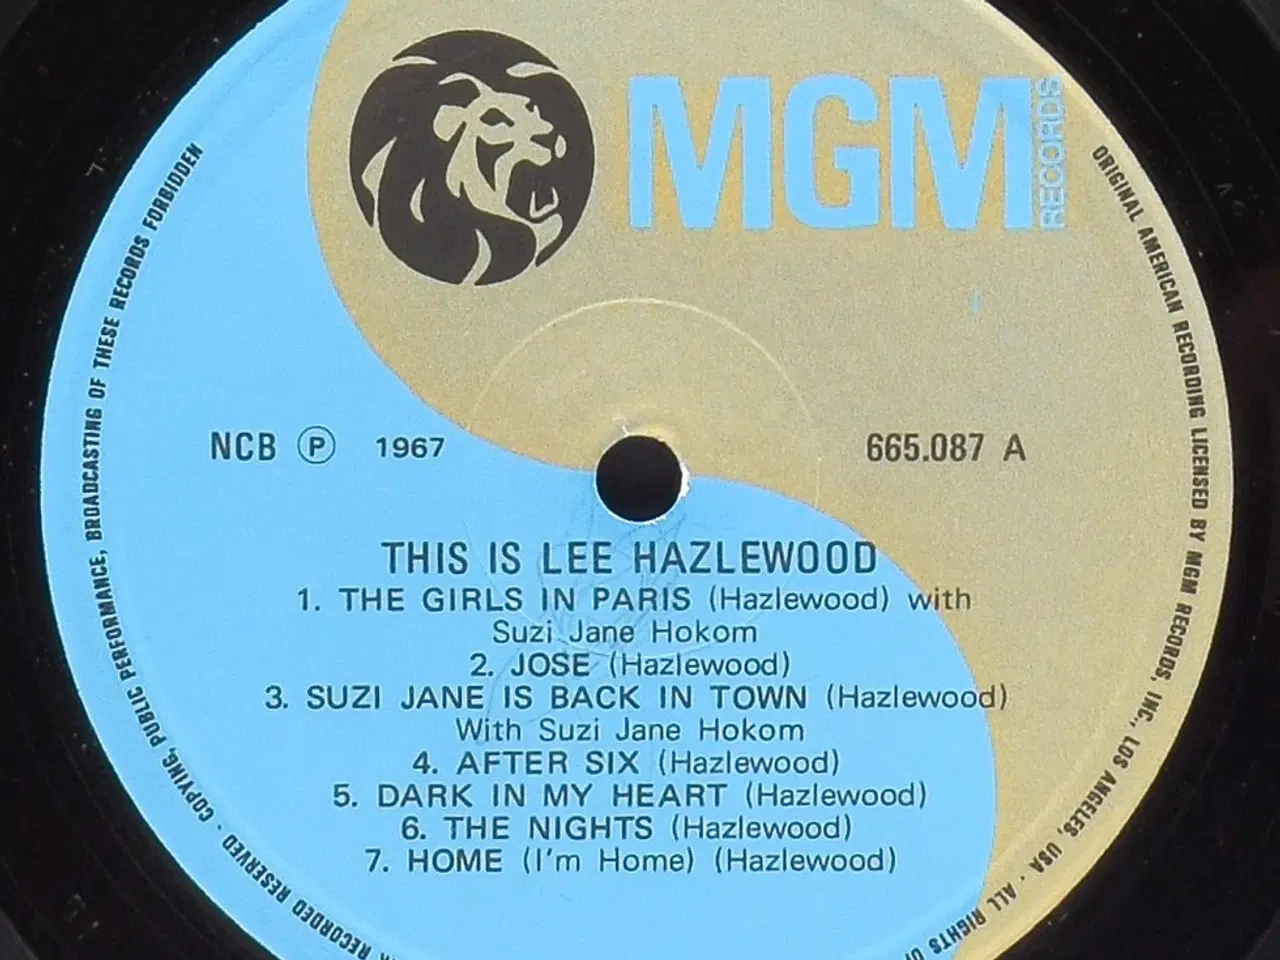 MGM
RECORDS
NCB Ⓟ 1967
665.087 A
THIS IS LEE HAZLEWOOD
1. THE GIRLS IN PARIS (Hazlewood) with
Suzi Jane Hokom
2. JOSE (Hazlewood)
3. SUZI JANE IS BACK IN TOWN (Hazlewood)
With Suzi Jane Hokom
4. AFTER SIX (Hazlewood)
5. DARK IN MY HEART (Hazlewood)
6. THE NIGHTS (Hazlewood)
7. HOME (I'm Home) (Hazlewood)
ORIGINAL AMERICAN RECORDING LICENSED BY MGM RECORDS, INC., LOS ANGELES, USA · ALL RIGHTS
RECORDED RESERVED · COPYING, PUBLIC PERFORMANCE, BROADCASTING OF THESE RECORDS FORBIDDEN